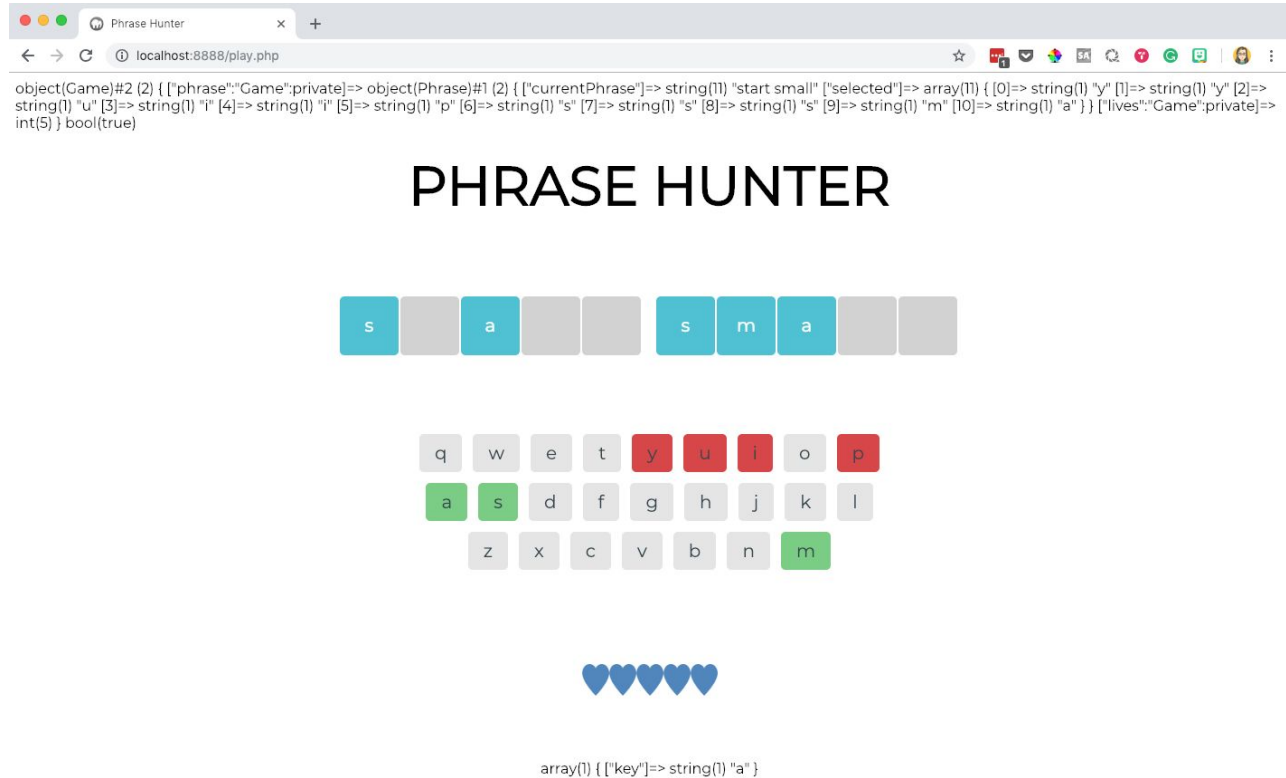 Phrase Hunter
localhost:8888/play.php
1
object(Game)#2 (2) { ["phrase":"Game":private]=> object(Phrase)#1 (2) { ["currentPhrase"]=> string(11) "start small" ["selected"]=> array(11) { [0]=> string(1) "y" [1]=> string(1) "y" [2]=>
string(1) "u" [3]=> string(1) "i" [4]=> string(1) "i" [5]=> string(1) "p" [6]=> string(1) "s" [7]=> string(1) "s" [8]=> string(1) "s" [9]=> string(1) "m" [10]=> string(1) "a" } } ["lives":"Game":private]=>
int(5) } bool(true)
PHRASE HUNTER
s a s m a
q w e t y u i o p
a s d f g h j k l
z x c v b n m
array(1) { ["key"]=> string(1) "a" }